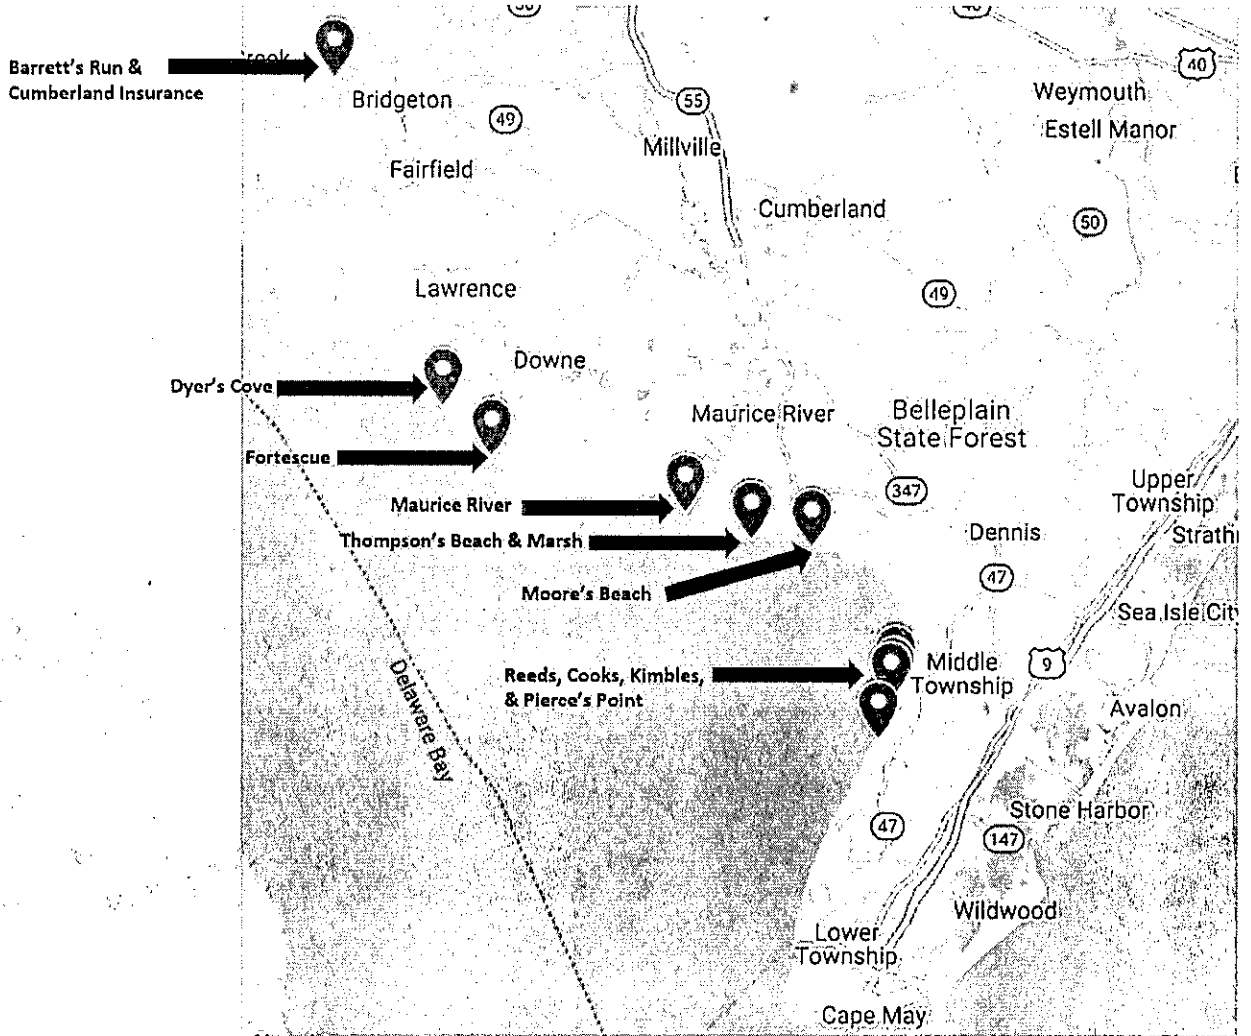 40
Barrett's Run &
Cumberland Insurance
Bridgeton
Weymouth
55
49
Estell Manor
Millville
Fairfield
Cumberland
50
Lawrence
49
Downe
Dyer's Cove
Maurice River
Belleplain
State Forest
Fortescue
Upper
Township
347
Maurice River
Dennis
Thompson's Beach & Marsh
Moore's Beach
47
Sea Isle City
Reeds, Cooks, Kimbles,
& Pierce's Point
Middle
Township
9
Delaware Bay
Avalon
Stone Harbor
47
147
Wildwood
Lower
Township
Cape May